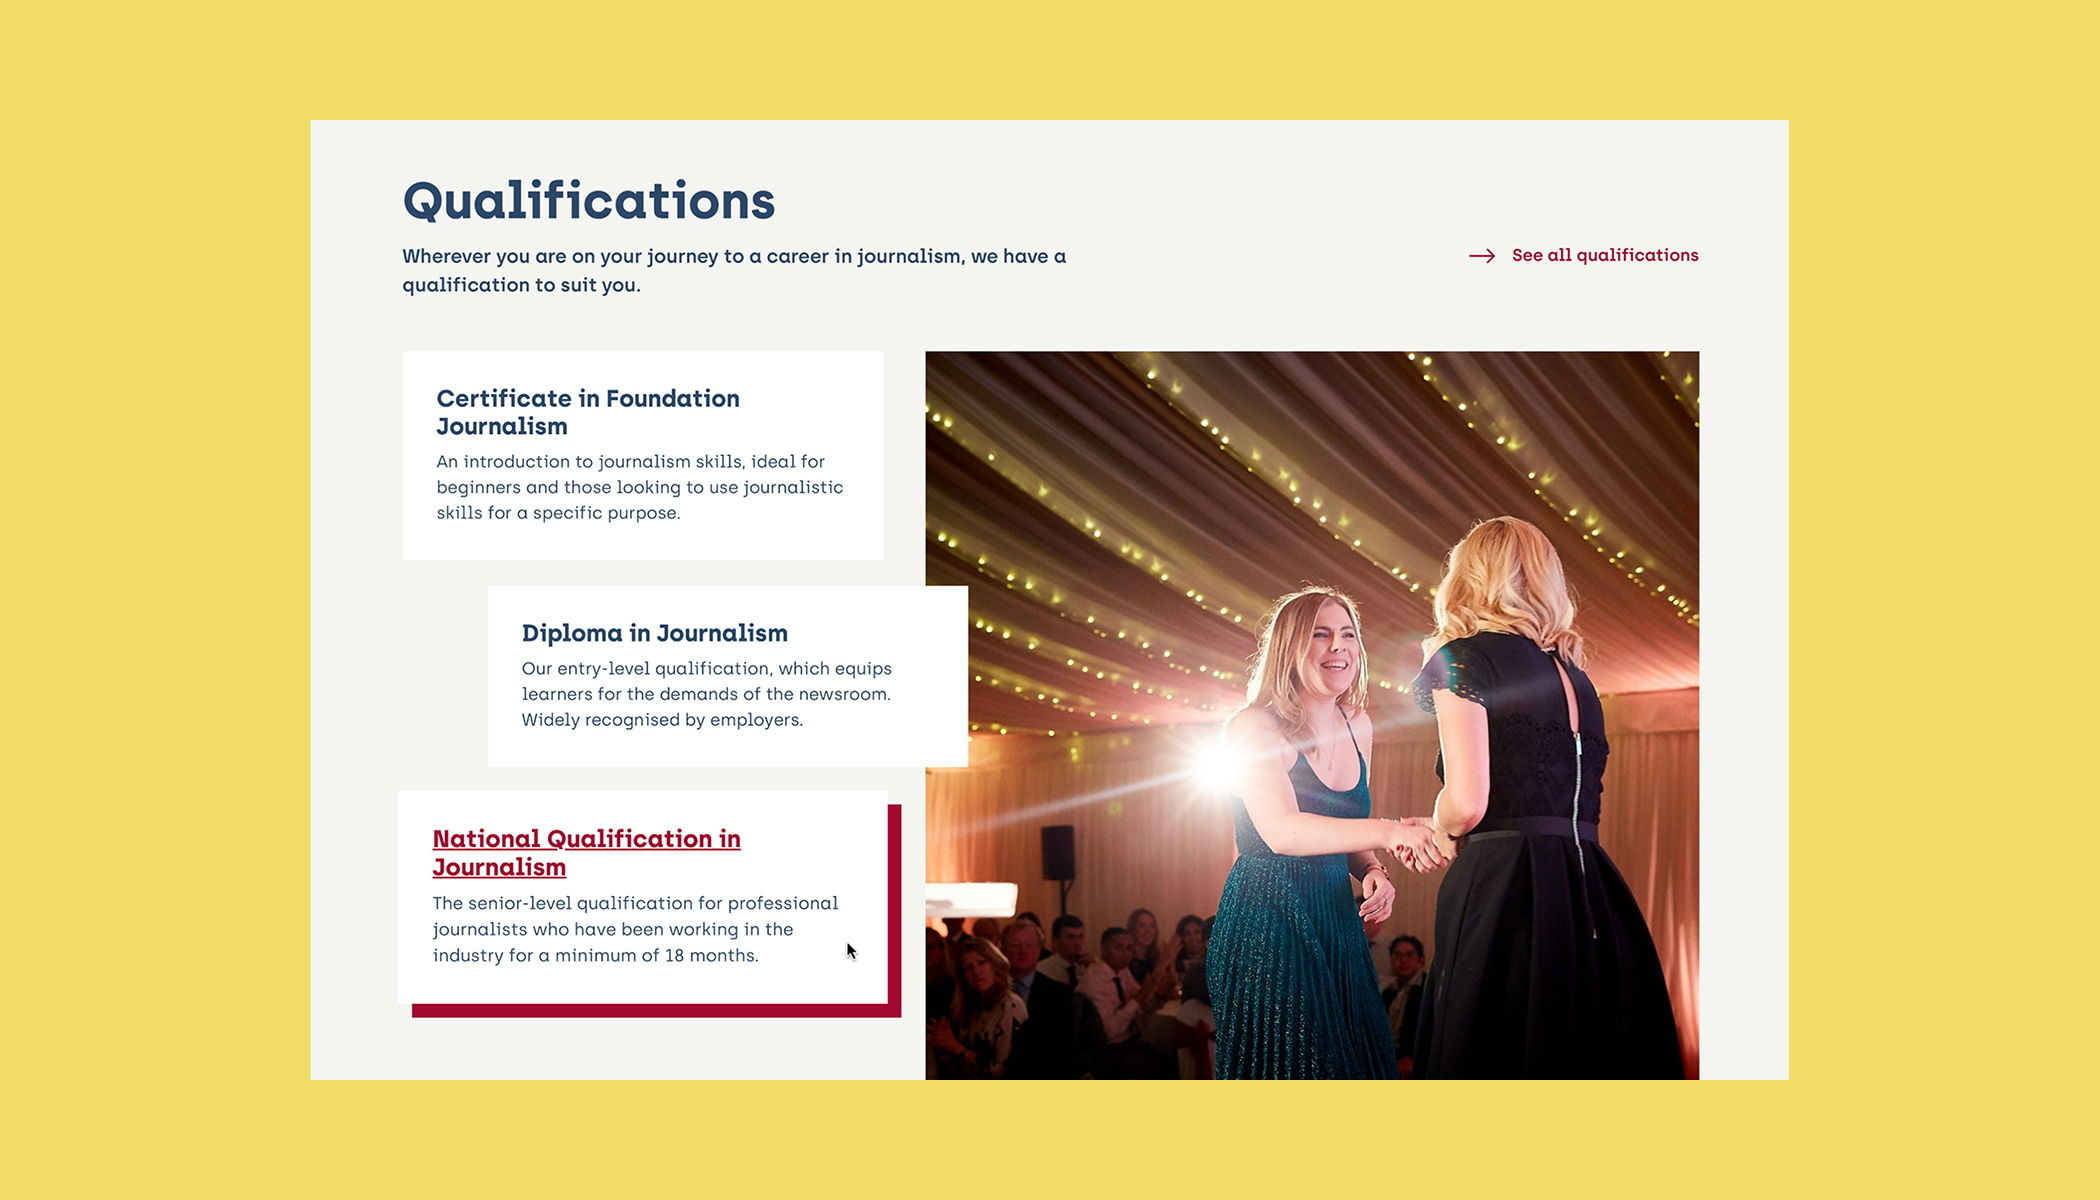 Qualifications
Wherever you are on your journey to a career in journalism, we have a
qualification to suit you.
See all qualifications
Certificate in Foundation
Journalism
An introduction to journalism skills, ideal for
beginners and those looking to use journalistic
skills for a specific purpose.
Diploma in Journalism
Our entry-level qualification, which equips
learners for the demands of the newsroom.
Widely recognised by employers.
National Qualification in
Journalism
The senior-level qualification for professional
journalists who have been working in the
industry for a minimum of 18 months.